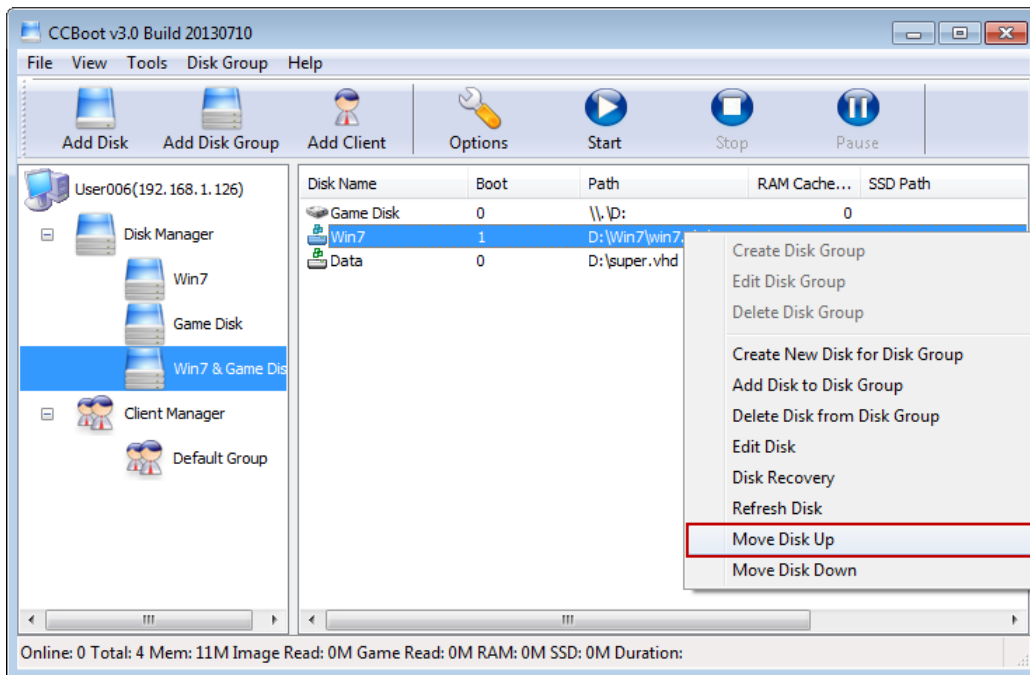 CCBoot v3.0 Build 20130710
File View Tools Disk Group Help
Add Disk Add Disk Group Add Client Options Start Stop Pause
User006(192.168.1.126)
Disk Manager
Win7
Game Disk
Win7 & Game Dis
Client Manager
Default Group
Disk Name Boot Path RAM Cache... SSD Path
Game Disk 0 \\.\D: 0
Win7 1 D:\Win7\win7.
Data 0 D:\super.vhd
Create Disk Group
Edit Disk Group
Delete Disk Group
Create New Disk for Disk Group
Add Disk to Disk Group
Delete Disk from Disk Group
Edit Disk
Disk Recovery
Refresh Disk
Move Disk Up
Move Disk Down
Online: 0 Total: 4 Mem: 11M Image Read: 0M Game Read: 0M RAM: 0M SSD: 0M Duration: